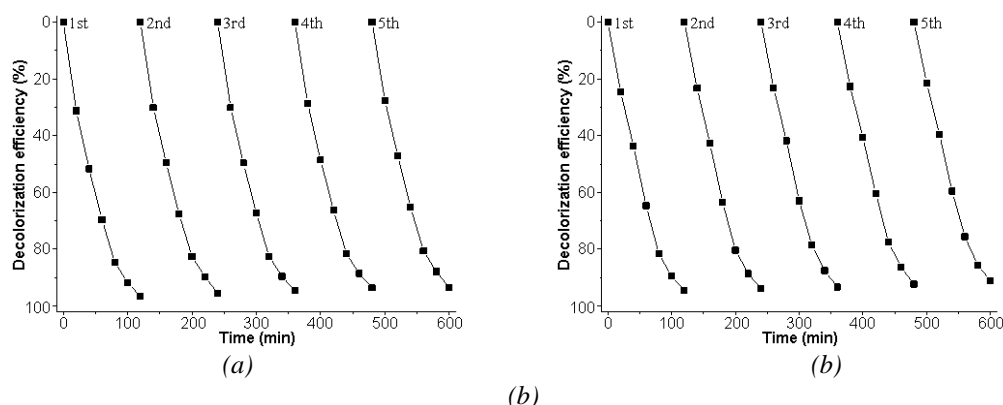 1st 2nd 3rd 4th 5th
0
20
40
60
80
100
Decolorization efficiency (%)
0 100 200 300 400 500 600
Time (min)
(a)
1st 2nd 3rd 4th 5th
0
20
40
60
80
100
Decolorization efficiency (%)
0 100 200 300 400 500 600
Time (min)
(b)
(b)